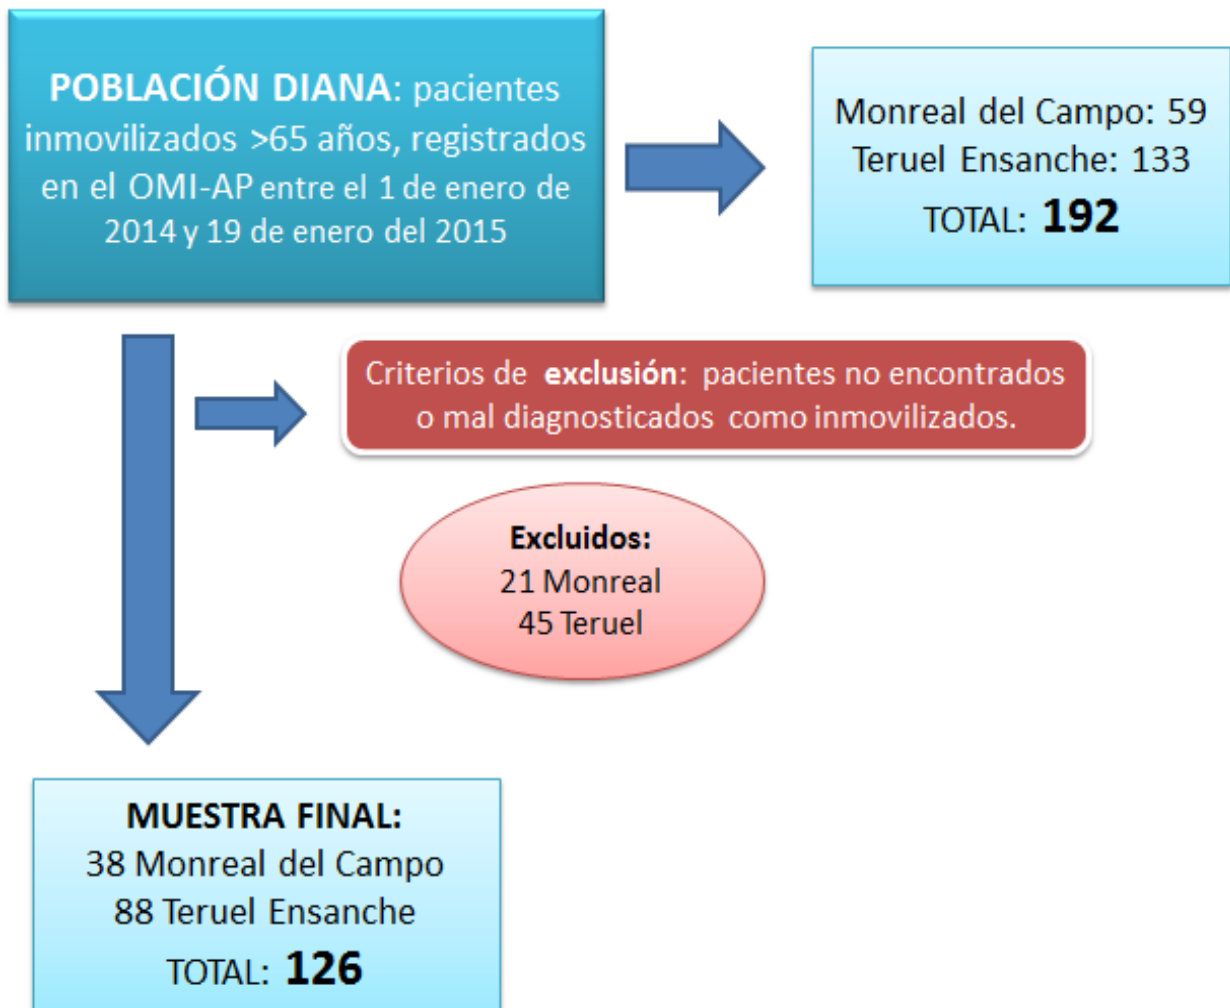 POBLACIÓN DIANA: pacientes
inmovilizados >65 años, registrados
en el OMI-AP entre el 1 de enero de
2014 y 19 de enero del 2015
Monreal del Campo: 59
Teruel Ensanche: 133
TOTAL: 192
Criterios de exclusión: pacientes no encontrados
o mal diagnosticados como inmovilizados.
Excluidos:
21 Monreal
45 Teruel
MUESTRA FINAL:
38 Monreal del Campo
88 Teruel Ensanche
TOTAL: 126